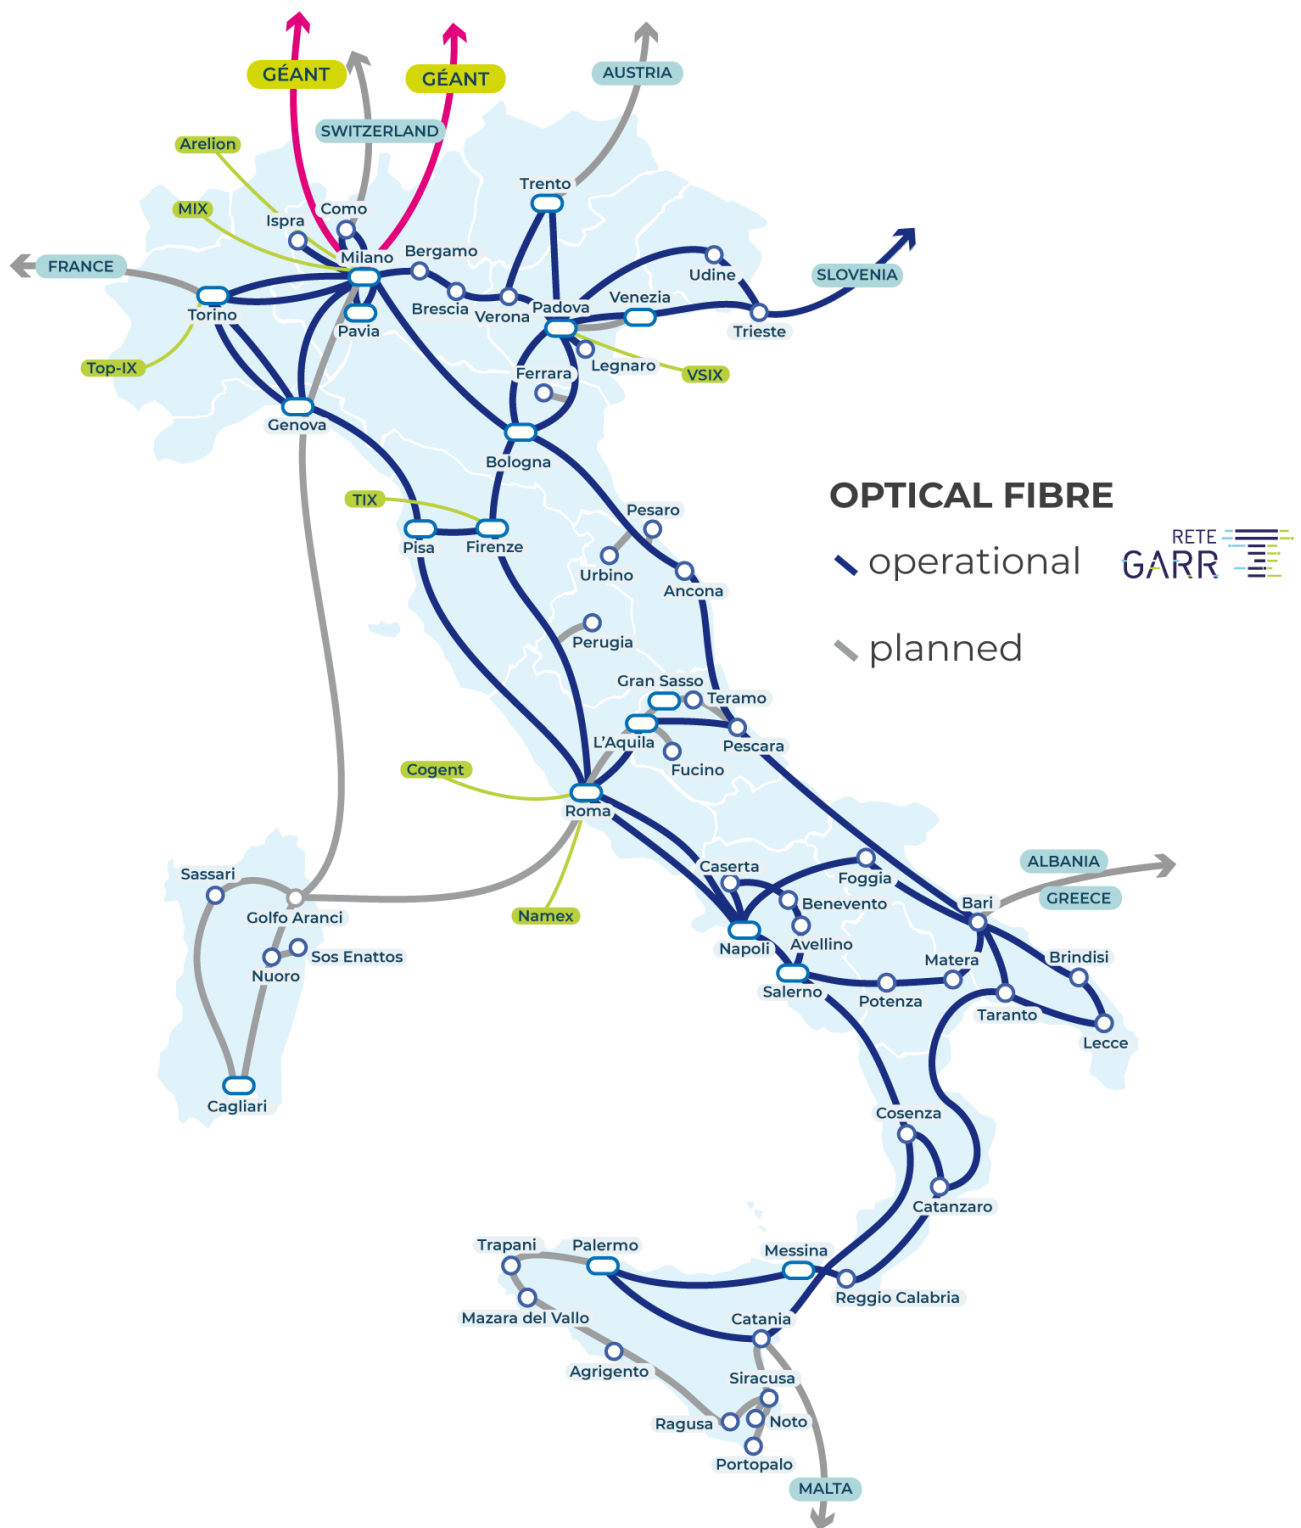 GÉANT
GÉANT
AUSTRIA
SWITZERLAND
Arelion
Trento
MIX
Como
Ispra
Milano
Bergamo
Udine
FRANCE
SLOVENIA
Venezia
Torino
Brescia
Verona
Padova
Trieste
Pavia
Top-IX
Legnaro
Ferrara
VSIX
Genova
Bologna
OPTICAL FIBRE
TIX
Pesaro
RETE
GARR
Pisa
Firenze
operational
Urbino
Ancona
Perugia
planned
Gran Sasso
Teramo
L'Aquila
Pescara
Cogent
Fucino
Roma
Caserta
Foggia
ALBANIA
Sassari
GREECE
Benevento
Bari
Golfo Aranci
Namex
Avellino
Napoli
Sos Enattos
Matera
Brindisi
Nuoro
Salerno
Potenza
Taranto
Lecce
Cagliari
Cosenza
Catanzaro
Trapani
Palermo
Messina
Reggio Calabria
Mazara del Vallo
Catania
Agrigento
Siracusa
Ragusa
Noto
Portopalo
MALTA